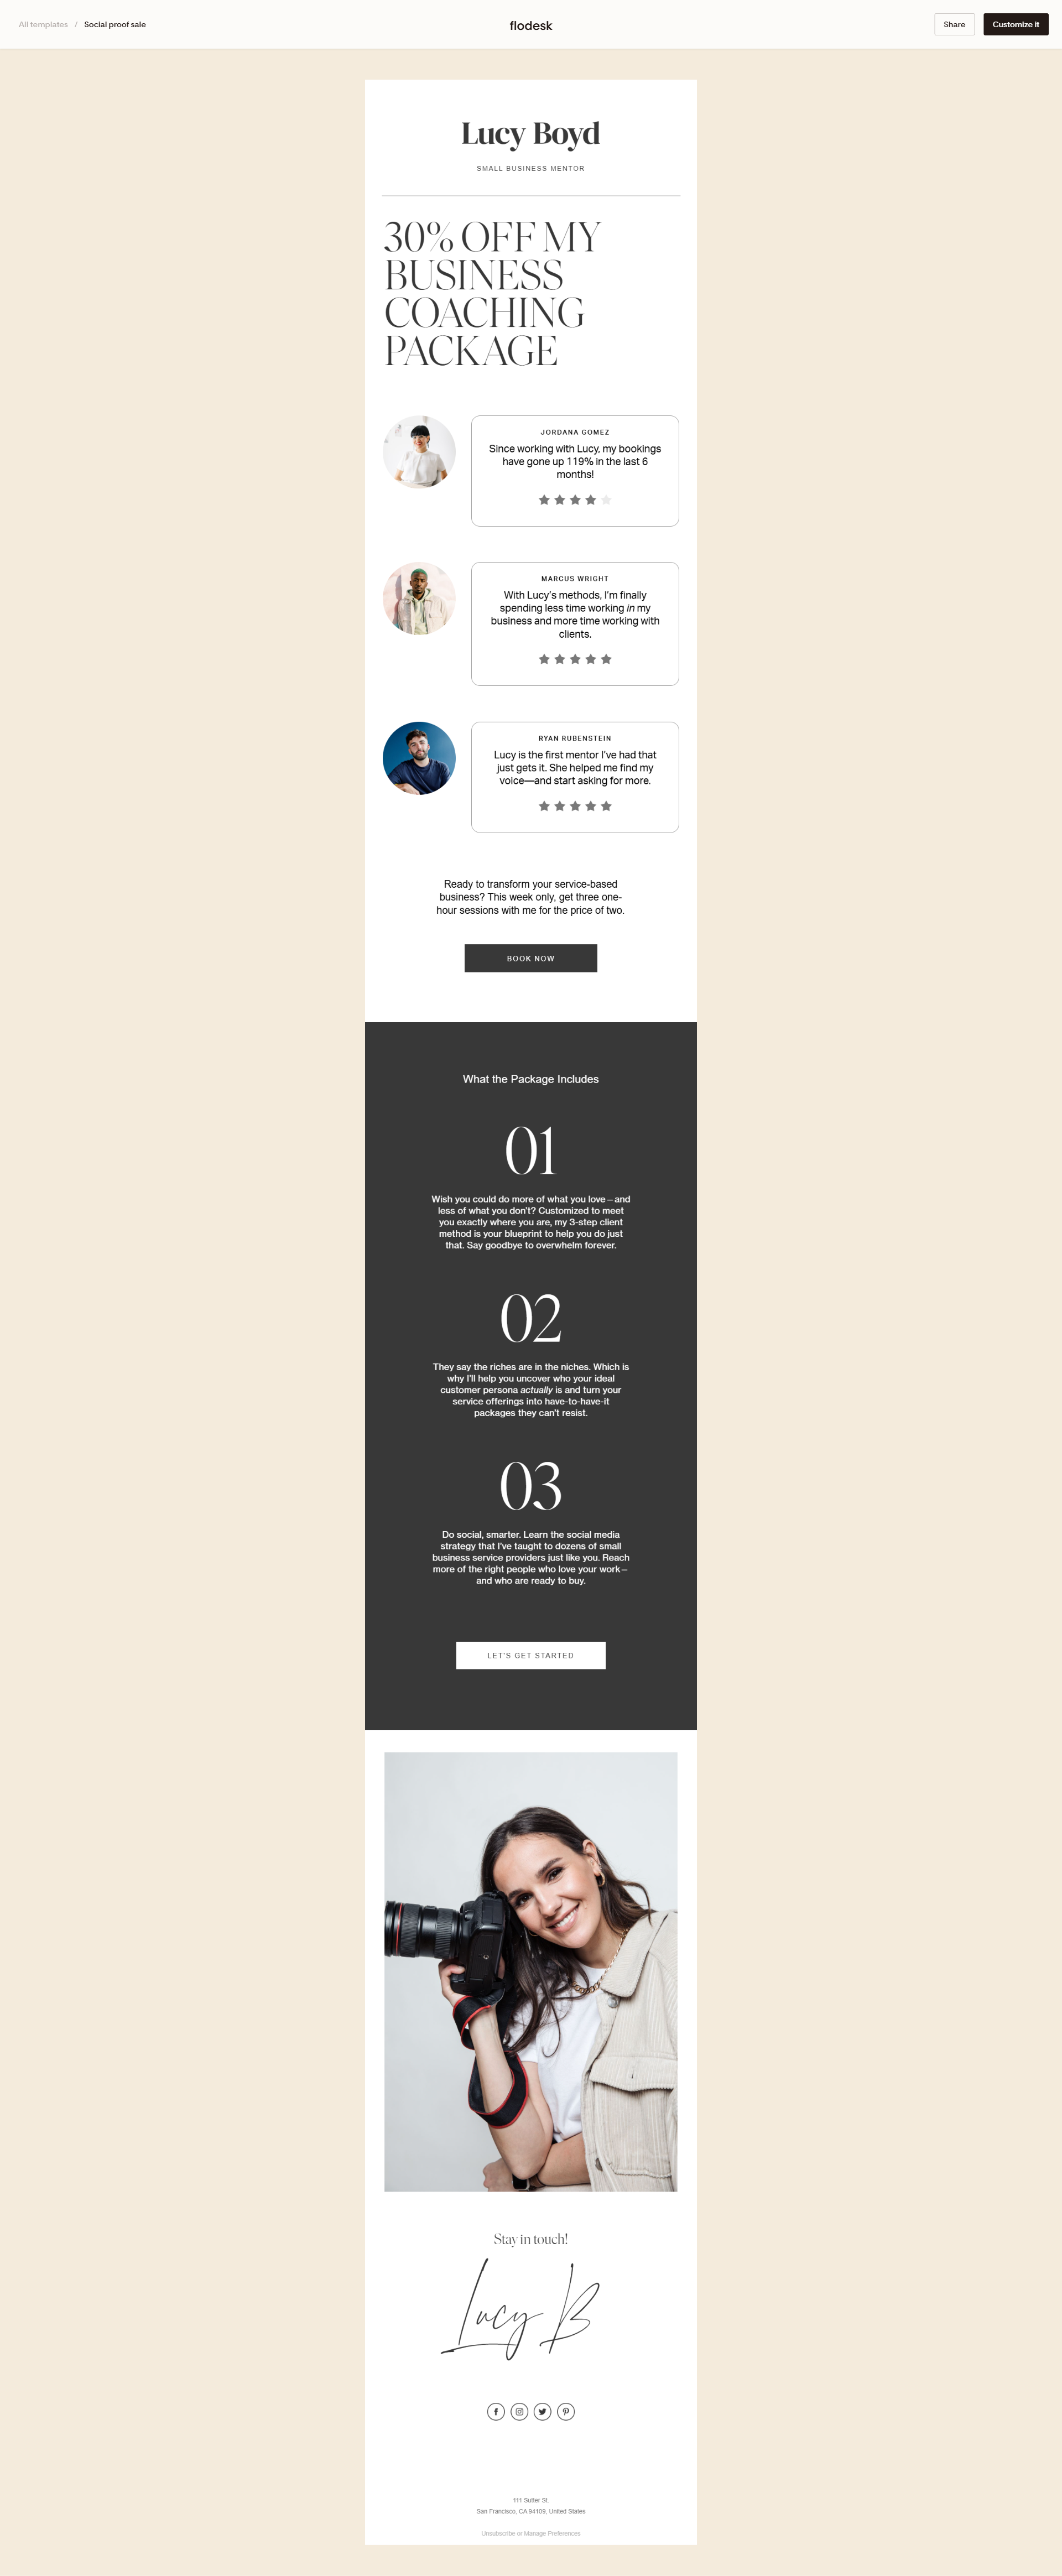 All templates / Social proof sale
flodesk
Share
Customize it
Lucy Boyd
SMALL BUSINESS MENTOR
30% OFF MY
BUSINESS
COACHING
PACKAGE
JORDANA GOMEZ
Since working with Lucy, my bookings
have gone up 119% in the last 6
months!
MARCUS WRIGHT
With Lucy's methods, I'm finally
spending less time working in my
business and more time working with
clients.
RYAN RUBENSTEIN
Lucy is the first mentor I've had that
just gets it. She helped me find my
voice—and start asking for more.
Ready to transform your service-based
business? This week only, get three one-
hour sessions with me for the price of two.
BOOK NOW
What the Package Includes
01
Wish you could do more of what you love—and
less of what you don't? Customized to meet
you exactly where you are, my 3-step client
method is your blueprint to help you do just
that. Say goodbye to overwhelm forever.
02
They say the riches are in the niches. Which is
why I'll help you uncover who your ideal
customer persona actually is and turn your
service offerings into have-to-have-it
packages they can't resist.
03
Do social, smarter. Learn the social media
strategy that I've taught to dozens of small
business service providers just like you. Reach
more of the right people who love your work—
and who are ready to buy.
LET'S GET STARTED
Stay in touch!
Lucy B
111 Sutter St.
San Francisco, CA 94109, United States
Unsubscribe or Manage Preferences